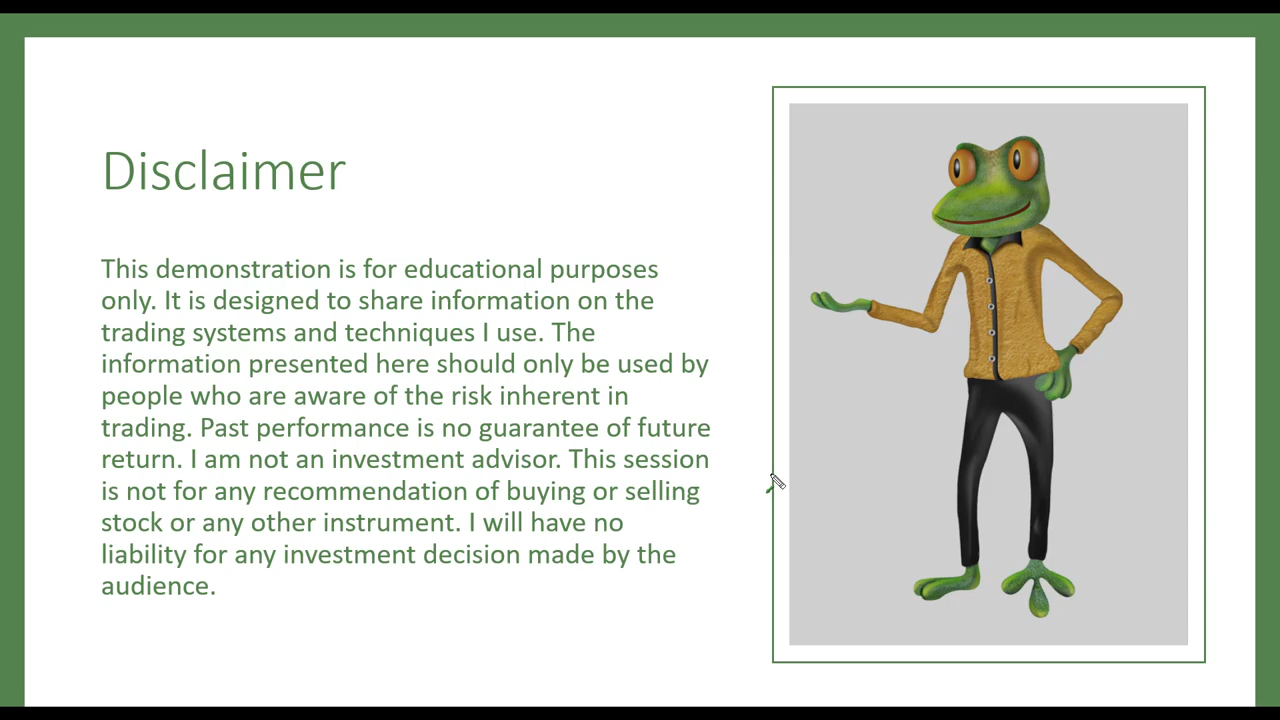 Disclaimer
This demonstration is for educational purposes
only. It is designed to share information on the
trading systems and techniques I use. The
information presented here should only be used by
people who are aware of the risk inherent in
trading. Past performance is no guarantee of future
return. I am not an investment advisor. This session
is not for any recommendation of buying or selling
stock or any other instrument. I will have no
liability for any investment decision made by the
audience.